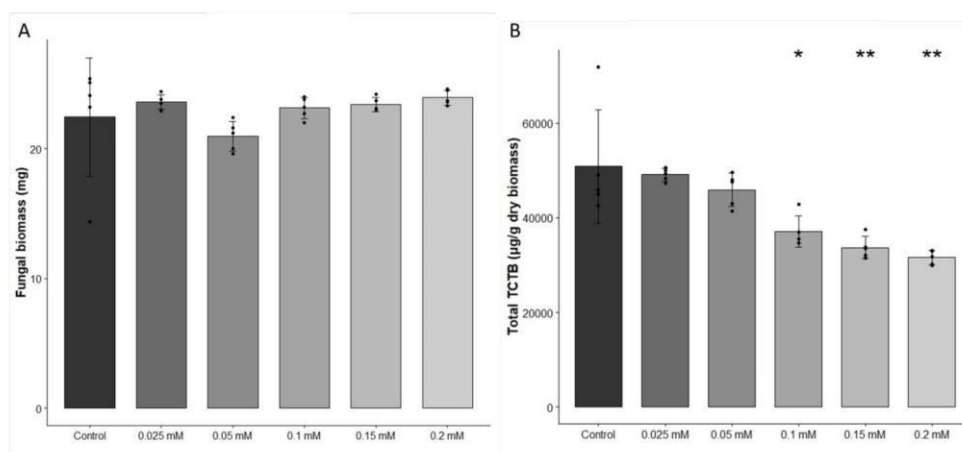 A
Fungal biomass (mg)
20
10
0
Control 0.025 mM 0.05 mM 0.1 mM 0.15 mM 0.2 mM
B
* ** **
Total TCTB (µg/g dry biomass)
60000
40000
20000
0
Control 0.025 mM 0.05 mM 0.1 mM 0.15 mM 0.2 mM